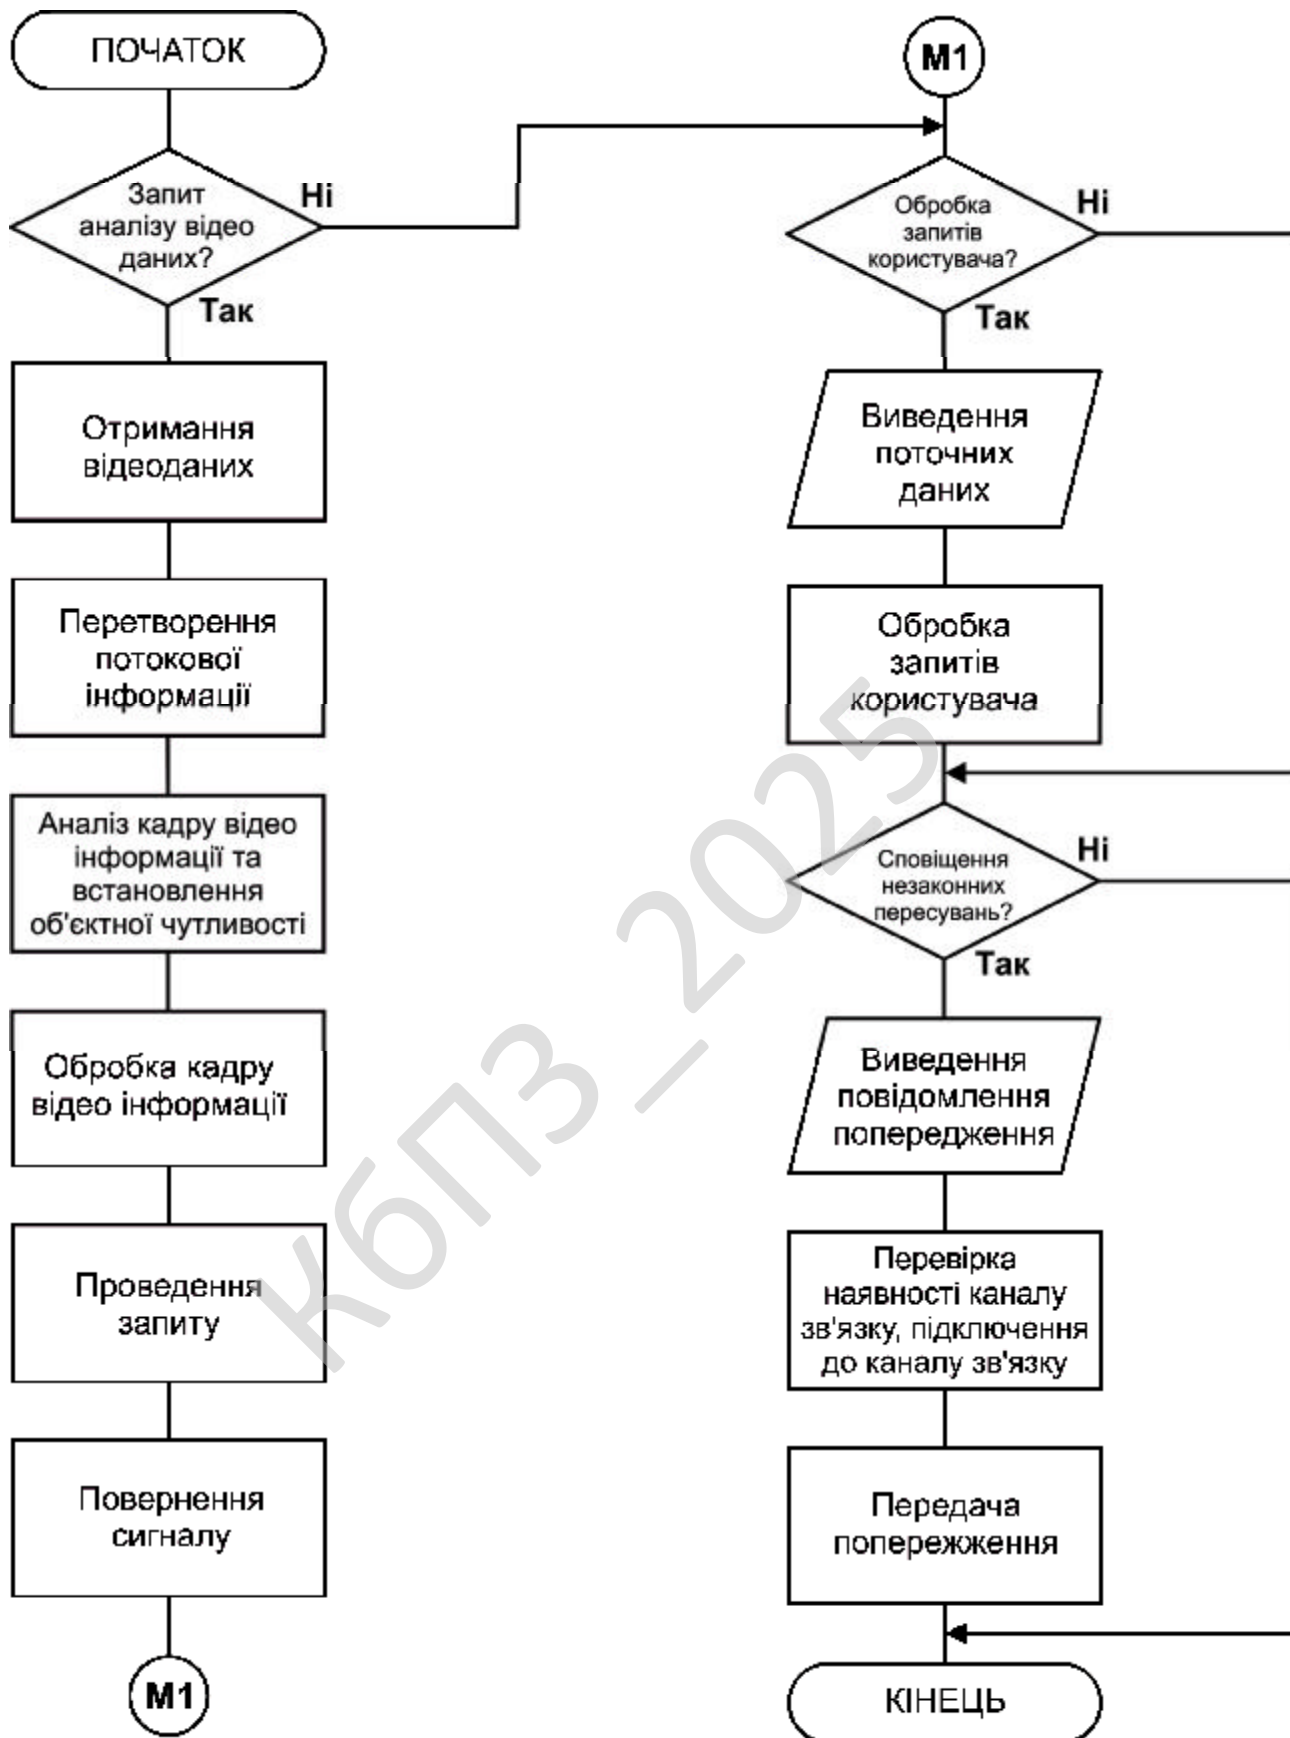 ПОЧАТОК
Запит
аналізу відео
даних?
Ні
Так
Отримання
відеоданих
Перетворення
потокової
інформації
Аналіз кадру відео
інформації та
встановлення
об'єктної чутливості
Обробка кадру
відео інформації
Проведення
запиту
Повернення
сигналу
М1
М1
Обробка
запитів
користувача?
Ні
Так
Виведення
поточних
даних
Обробка
запитів
користувача
Сповіщення
незаконних
пересувань?
Ні
Так
Виведення
повідомлення
попередження
Перевірка
наявності каналу
зв'язку, підключення
до каналу зв'язку
Передача
попережження
КІНЕЦЬ
КбПЗ_2025